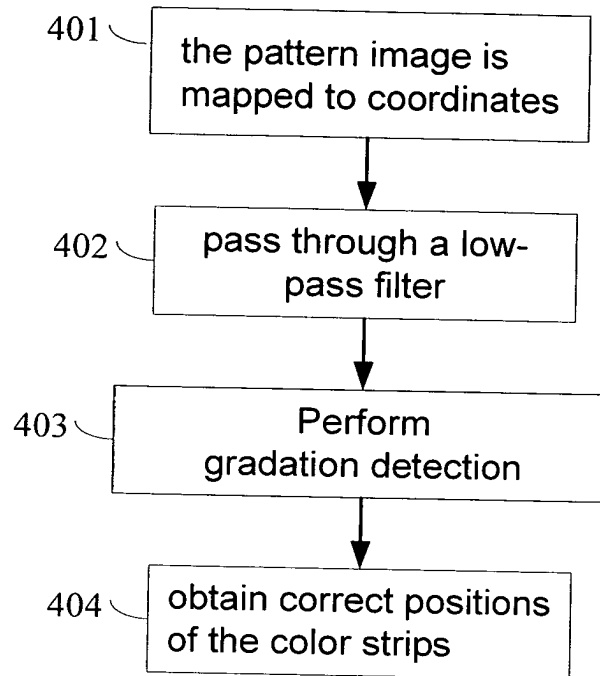 401
the pattern image is
mapped to coordinates
402
pass through a low-
pass filter
403
Perform
gradation detection
404
obtain correct positions
of the color strips